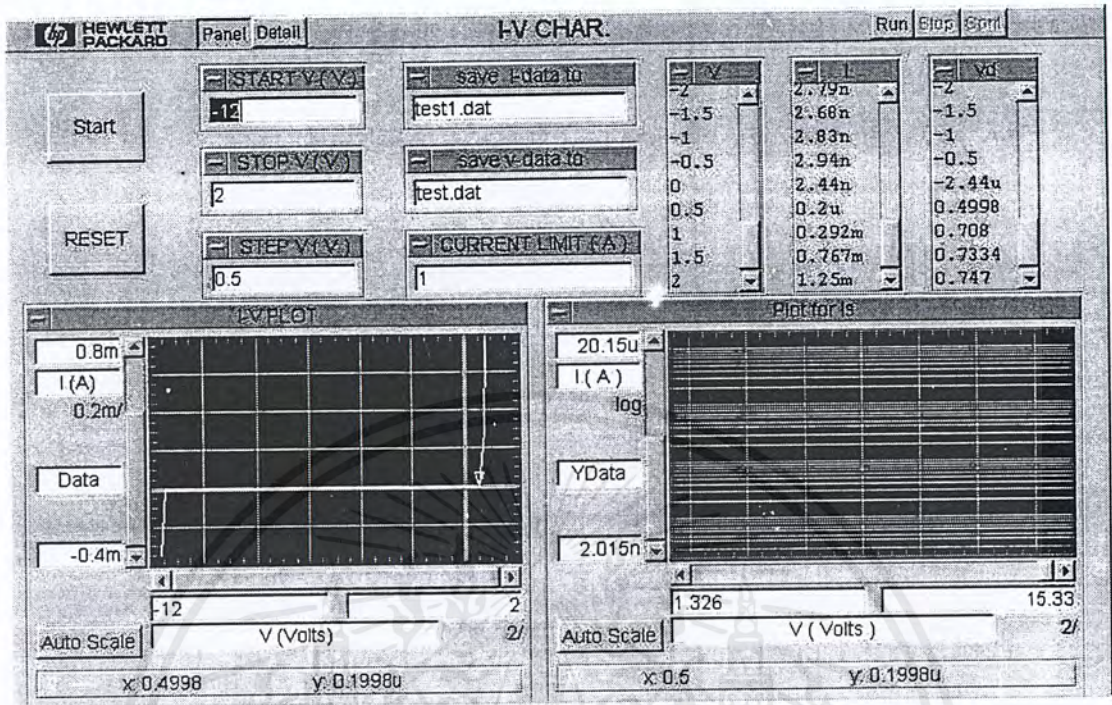 hp HEWLETT PACKARD Panel Detail I-V CHAR. Run Stop Cont
Start
RESET
START V ( V )
-12
STOP V ( V )
2
STEP V ( V )
0.5
save I-data to
test1.dat
save v-data to
test.dat
CURRENT LIMIT ( A )
1
V
-2
-1.5
-1
-0.5
0
0.5
1
1.5
2
I
2.79n
2.68n
2.83n
2.94n
2.44n
0.2u
0.292m
0.767m
1.25m
Vd
-2
-1.5
-1
-0.5
-2.44u
0.4998
0.708
0.7334
0.747
I-V PLOT
0.8m
I (A)
0.2m/
Data
-0.4m
-12 2
Auto Scale V (Volts) 2/
x: 0.4998 y: 0.1998u
Plot for Is
20.15u
I ( A )
log
YData
2.015n
1.326 15.33
Auto Scale V ( Volts ) 2/
x: 0.5 y: 0.1998u